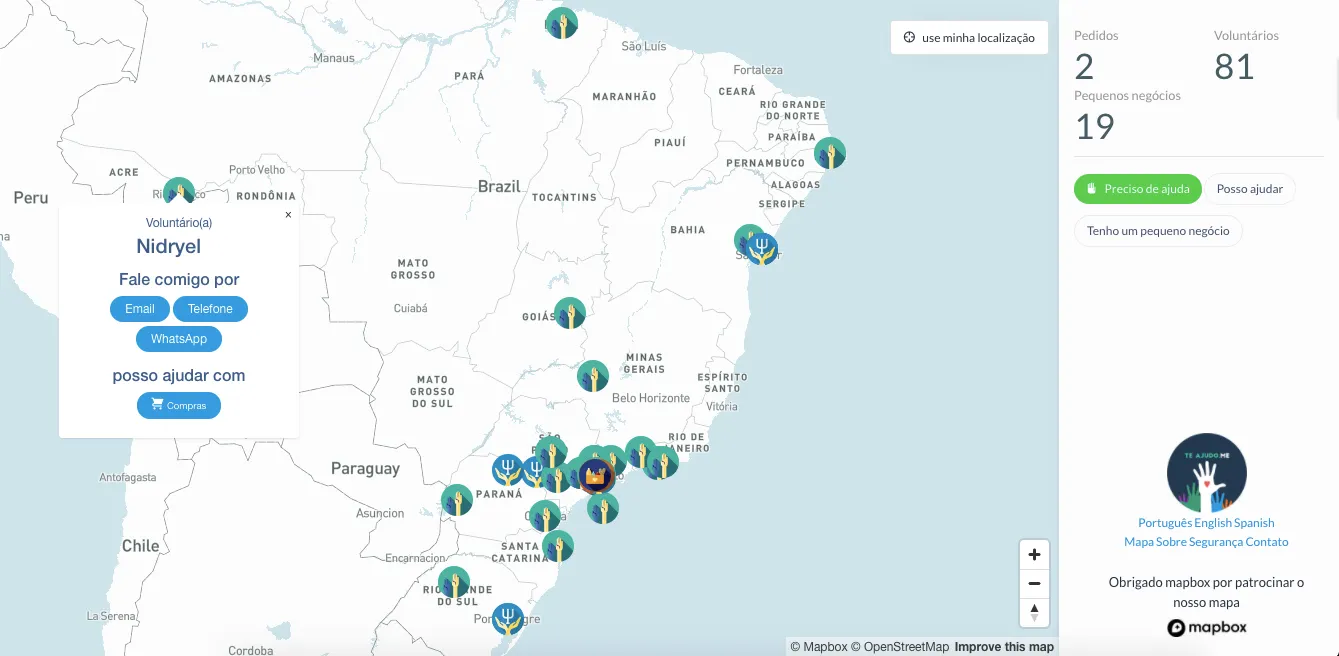 São Luís
use minha localização
Manaus
AMAZONAS
PARÁ
Fortaleza
MARANHÃO
CEARÁ
RIO GRANDE
DO NORTE
PIAUÍ
PARAÍBA
PERNAMBUCO
ACRE
Porto Velho
RONDÔNIA
Peru
Brazil
TOCANTINS
ALAGOAS
SERGIPE
BAHIA
×
Voluntário(a)
Nidryel
Fale comigo por
Email Telefone
WhatsApp
posso ajudar com
Compras
MATO
GROSSO
Cuiabá
GOIÁS
MINAS
GERAIS
MATO
GROSSO
DO SUL
ESPÍRITO
SANTO
Belo Horizonte
Vitória
RIO DE
Paraguay
PARANÁ
Antofagasta
Asuncion
Chile
Encarnacion
SANTA
CATARINA
DO SUL
La Serena
Cordoba
Pedidos
2
Voluntários
81
Pequenos negócios
19
Preciso de ajuda
Posso ajudar
Tenho um pequeno negócio
TE AJUDO.ME
Português English Spanish
Mapa Sobre Segurança Contato
Obrigado mapbox por patrocinar o
nosso mapa
mapbox
+
−
© Mapbox © OpenStreetMap Improve this map